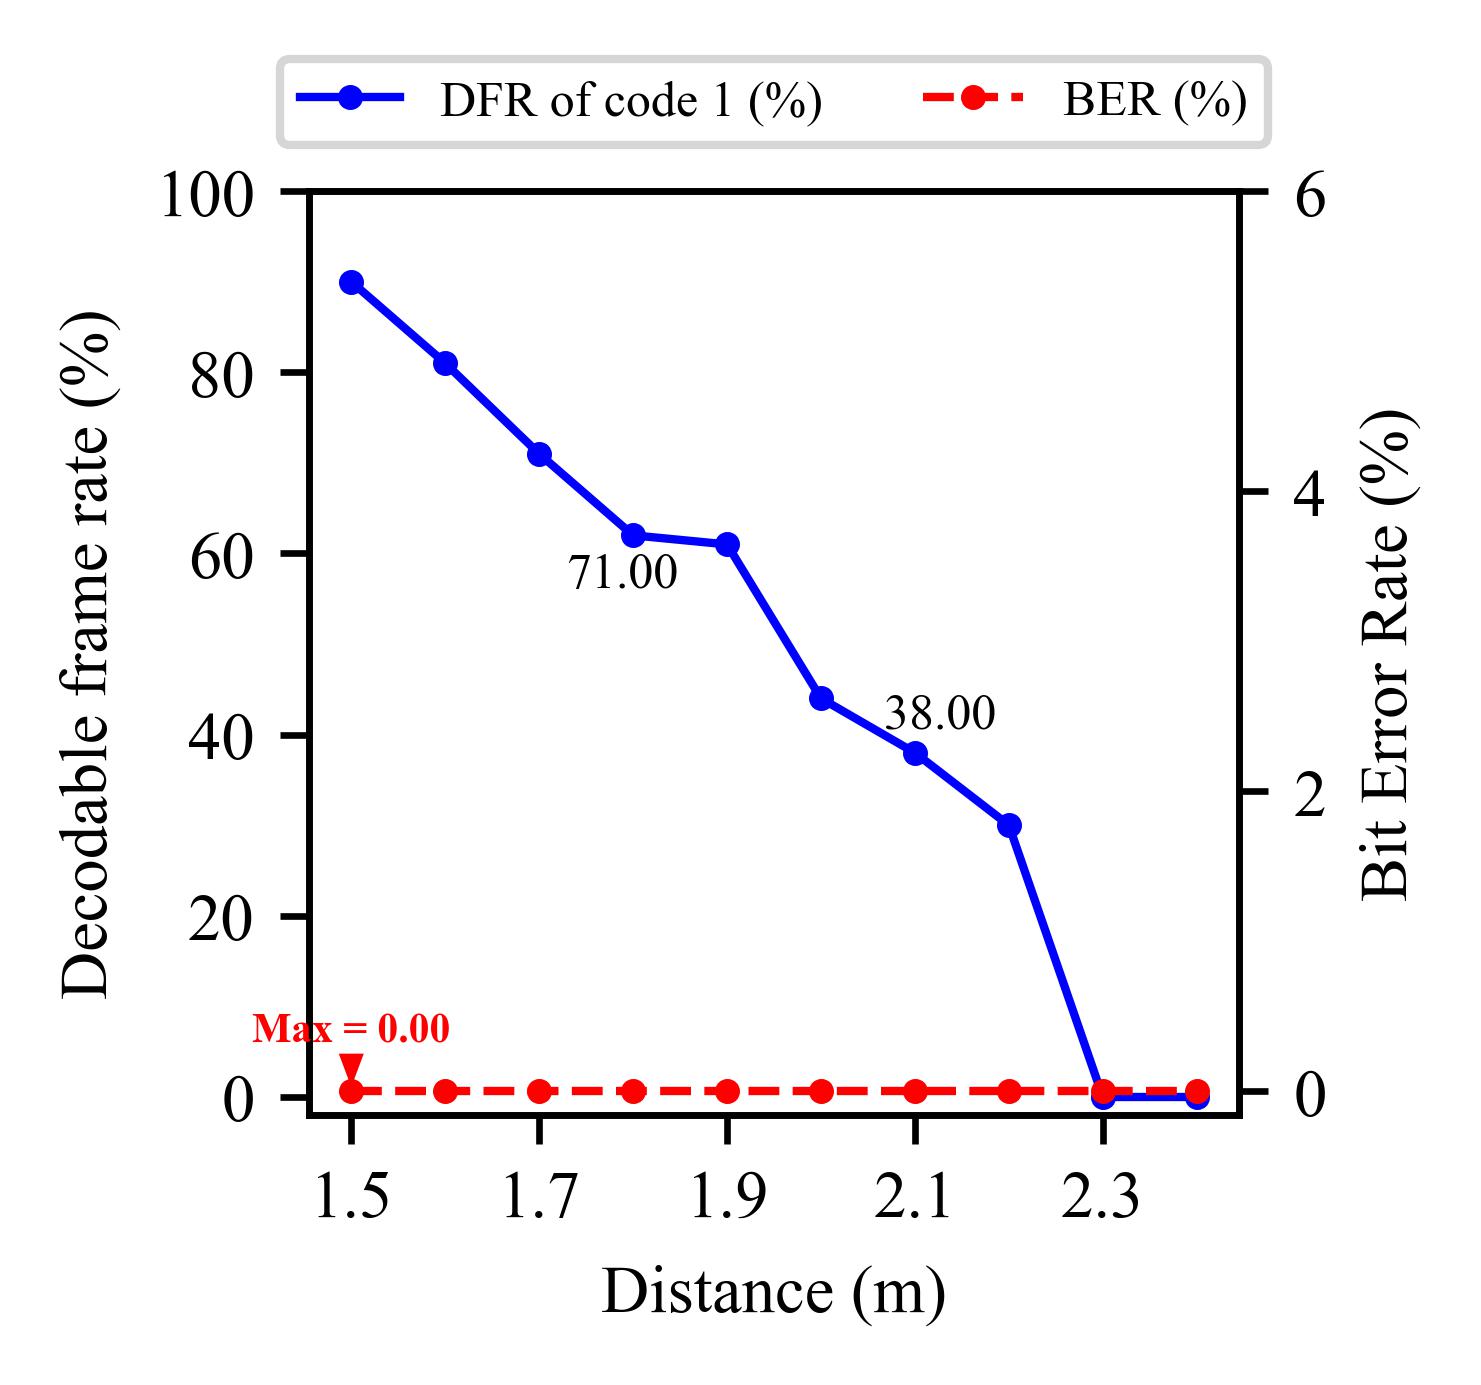 DFR of code 1 (%)
BER (%)
100
80
60
40
20
0
Decodable frame rate (%)
6
4
2
0
Bit Error Rate (%)
71.00
38.00
Max = 0.00
1.5
1.7
1.9
2.1
2.3
Distance (m)